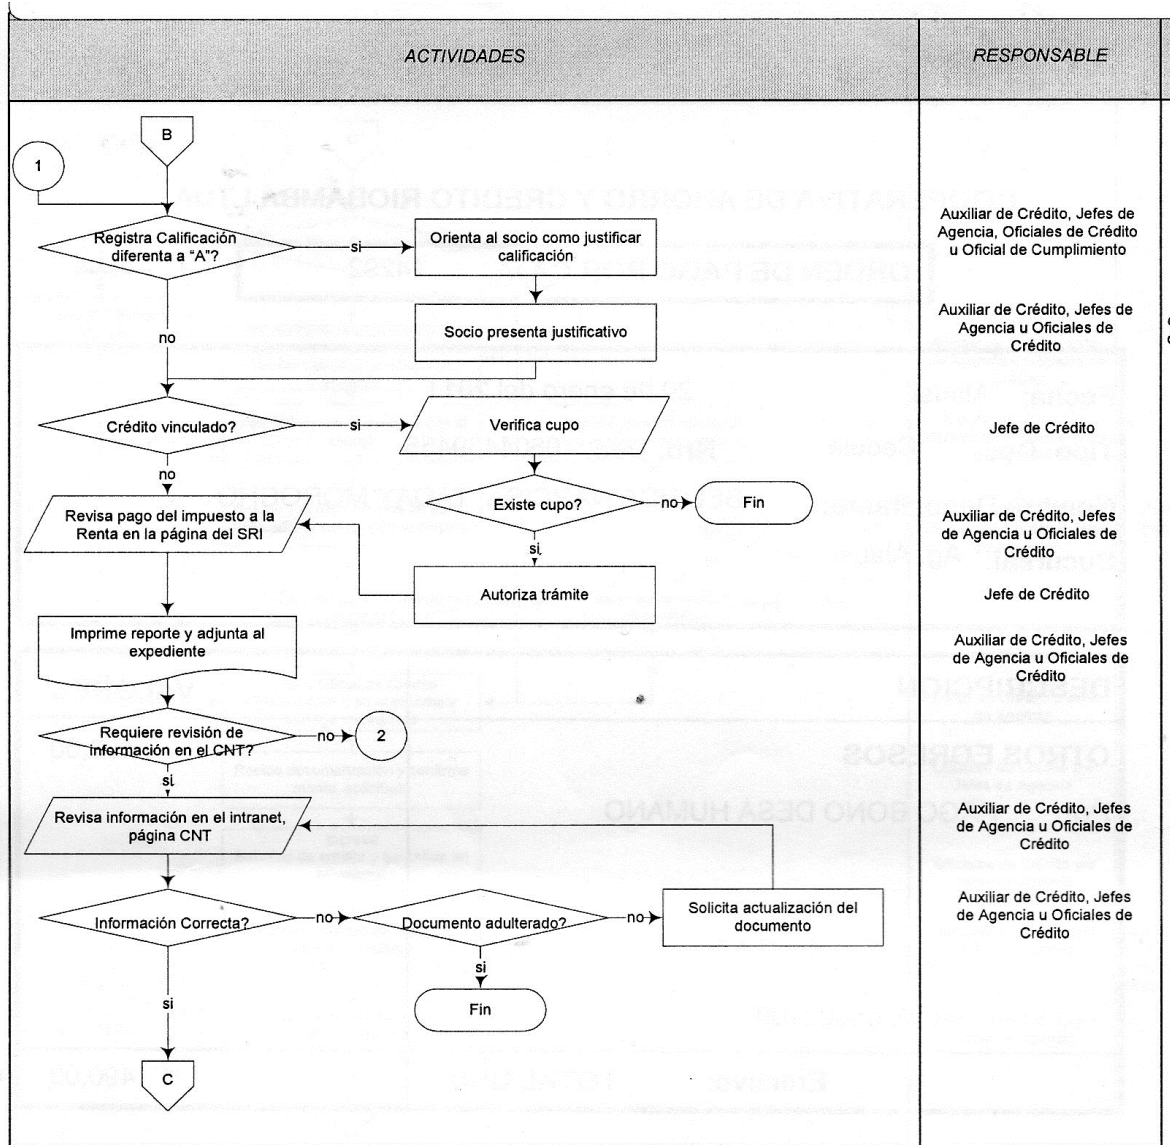 ACTIVIDADES
RESPONSABLE
B
1
Registra Calificación
diferenta a “A”?
si
Orienta al socio como justificar
calificación
Auxiliar de Crédito, Jefes de
Agencia, Oficiales de Crédito
u Oficial de Cumplimiento
no
Socio presenta justificativo
Auxiliar de Crédito, Jefes de
Agencia u Oficiales de
Crédito
Crédito vinculado?
si
Verifica cupo
Jefe de Crédito
no
Existe cupo?
no
Fin
Revisa pago del impuesto a la
Renta en la página del SRI
Auxiliar de Crédito, Jefes
de Agencia u Oficiales de
Crédito
si
Autoriza trámite
Jefe de Crédito
Imprime reporte y adjunta al
expediente
Auxiliar de Crédito, Jefes
de Agencia u Oficiales de
Crédito
Requiere revisión de
información en el CNT?
no
2
si
Revisa información en el intranet,
página CNT
Auxiliar de Crédito, Jefes
de Agencia u Oficiales de
Crédito
Información Correcta?
no
Documento adulterado?
no
Solicita actualización del
documento
Auxiliar de Crédito, Jefes
de Agencia u Oficiales de
Crédito
si
Fin
si
C